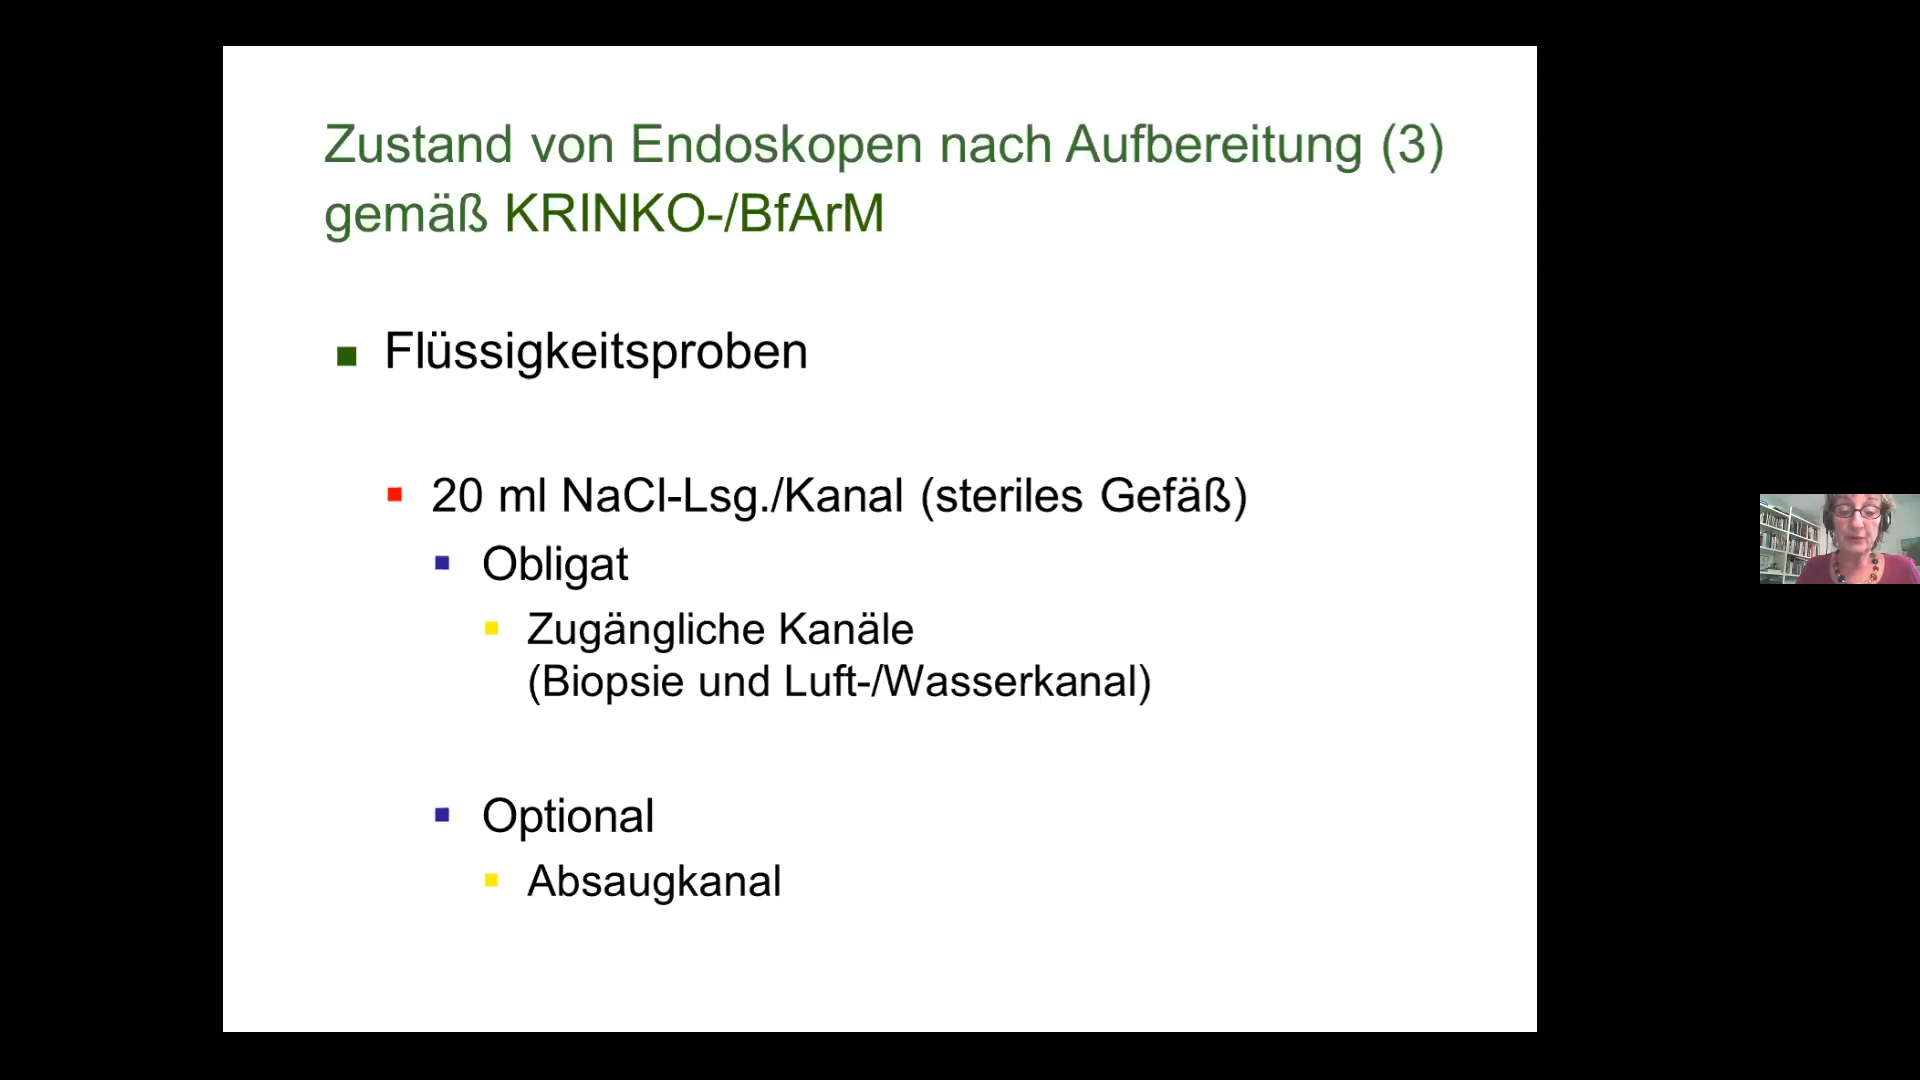 Zustand von Endoskopen nach Aufbereitung (3)
gemäß KRINKO-/BfArM
Flüssigkeitsproben
20 ml NaCl-Lsg./Kanal (steriles Gefäß)
Obligat
Zugängliche Kanäle
(Biopsie und Luft-/Wasserkanal)
Optional
Absaugkanal